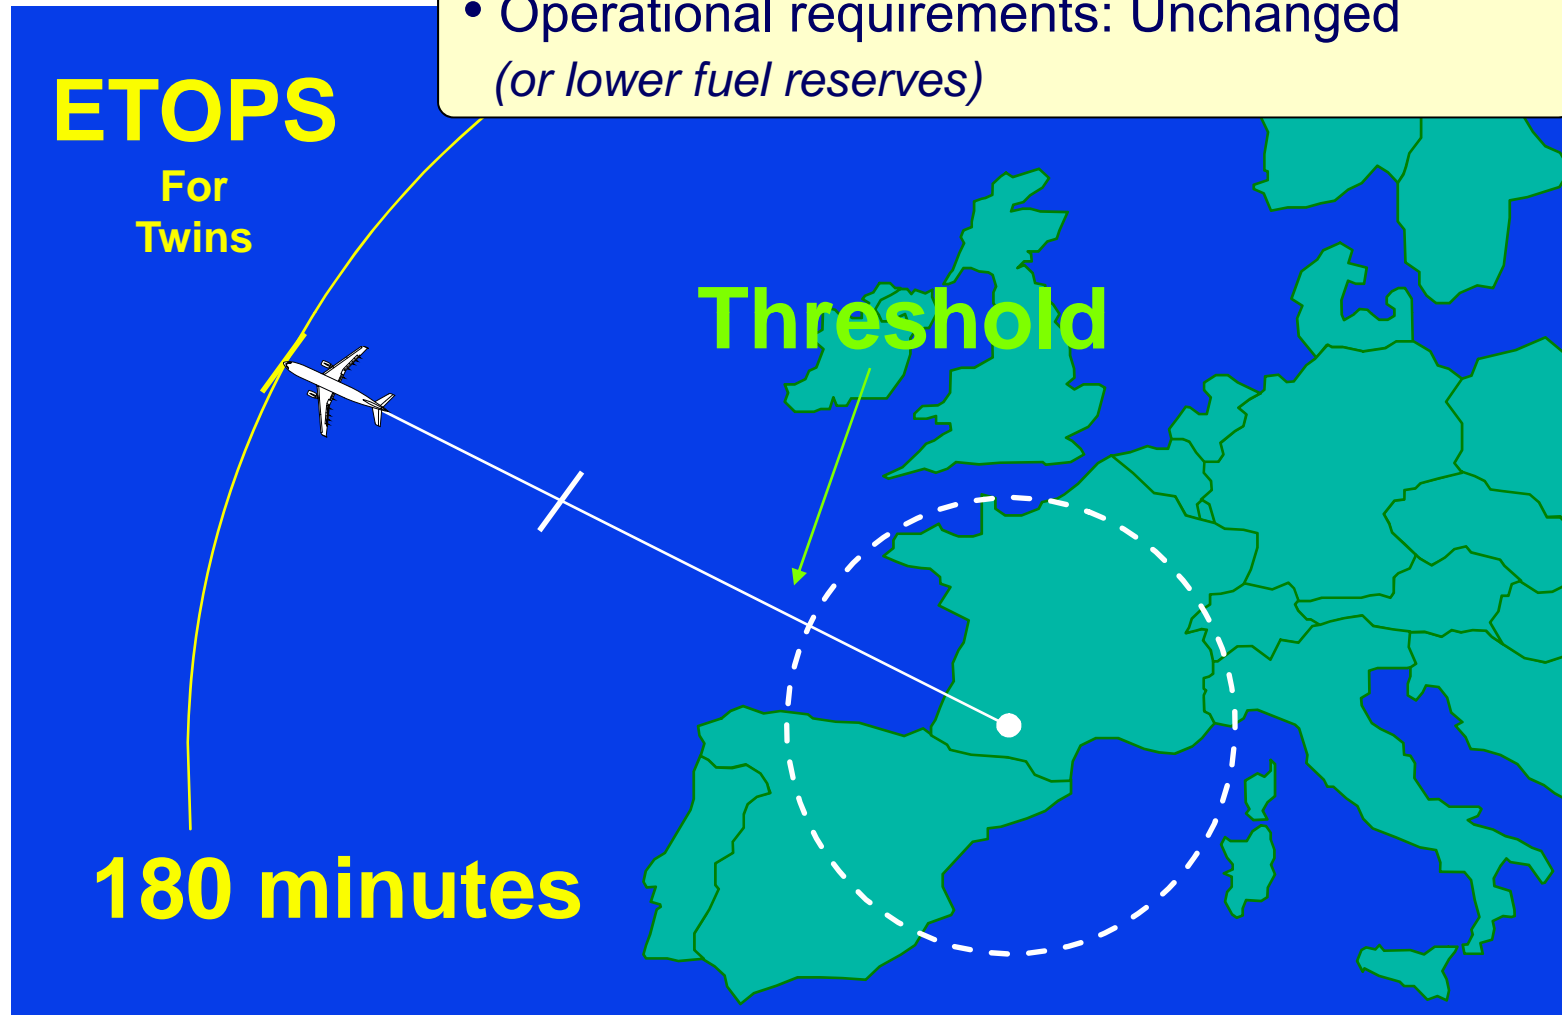 • Operational requirements: Unchanged
(or lower fuel reserves)
ETOPS
For
Twins
Threshold
180 minutes